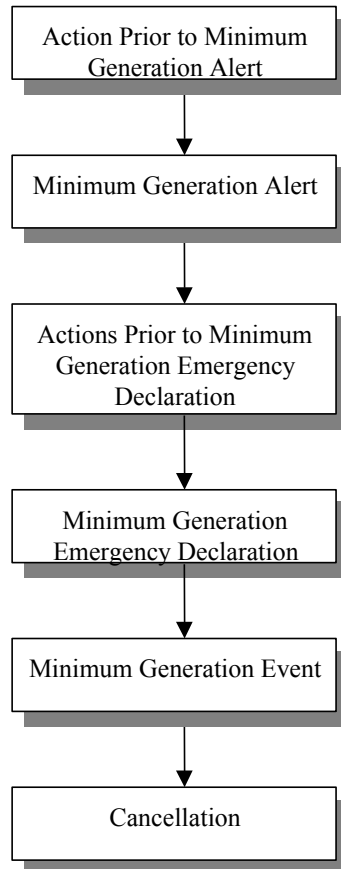 Action Prior to Minimum
Generation Alert
Minimum Generation Alert
Actions Prior to Minimum
Generation Emergency
Declaration
Minimum Generation
Emergency Declaration
Minimum Generation Event
Cancellation